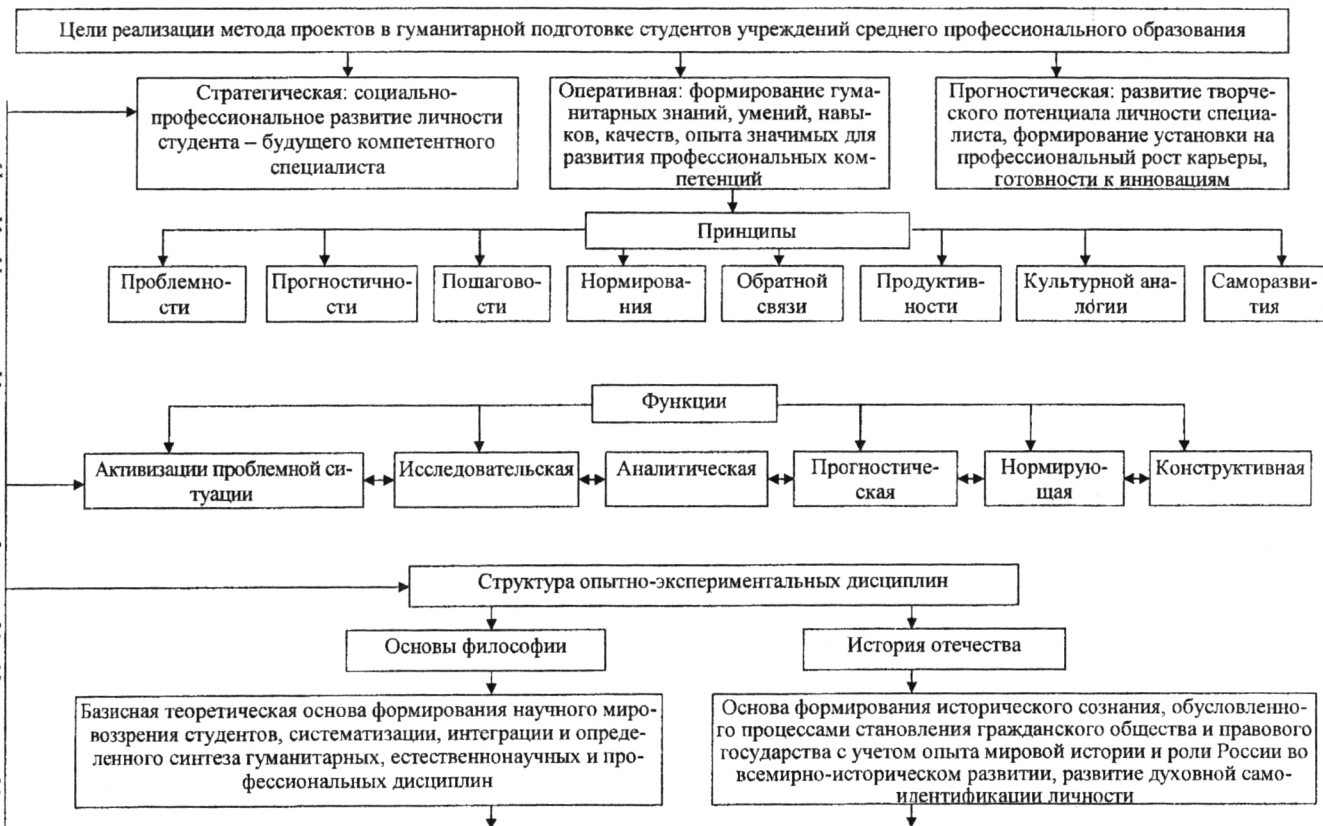 Цели реализации метода проектов в гуманитарной подготовке студентов учреждений среднего профессионального образования
Стратегическая: социально-
профессиональное развитие личности
студента – будущего компетентного
специалиста
Оперативная: формирование гума-
нитарных знаний, умений, навы-
ков, качеств, опыта значимых для
развития профессиональных ком-
петенций
Прогностическая: развитие творче-
ского потенциала личности специа-
листа, формирование установки на
профессиональный рост карьеры,
готовности к инновациям
Принципы
Проблемно-
сти
Прогностично-
сти
Пошагово-
сти
Нормирова-
ния
Обратной
связи
Продуктив-
ности
Культурной ана-
логии
Саморазви-
тия
Функции
Активизации проблемной си-
туации
Исследовательская
Аналитическая
Прогностиче-
ская
Нормирую-
щая
Конструктивная
Структура опытно-экспериментальных дисциплин
Основы философии
История отечества
Базисная теоретическая основа формирования научного миро-
воззрения студентов, систематизации, интеграции и опреде-
ленного синтеза гуманитарных, естественнонаучных и про-
фессиональных дисциплин
Основа формирования исторического сознания, обусловленно-
го процессами становления гражданского общества и правового
государства с учетом опыта мировой истории и роли России во
всемирно-историческом развитии, развитие духовной само-
идентификации личности